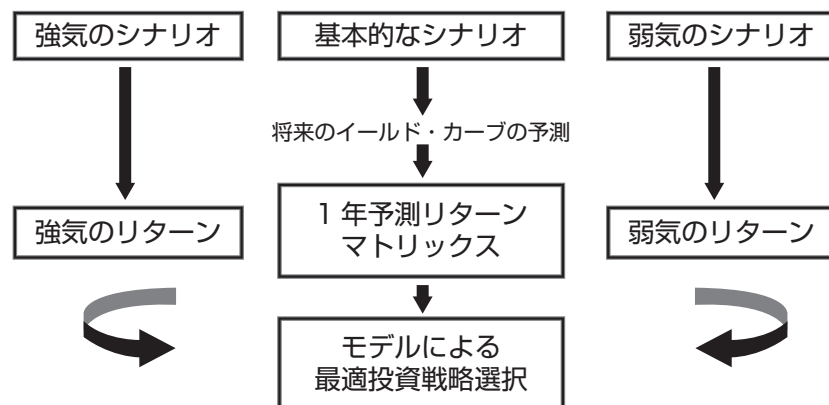 強気のシナリオ
基本的なシナリオ
弱気のシナリオ
将来のイールド・カーブの予測
強気のリターン
1年予測リターン
マトリックス
弱気のリターン
モデルによる
最適投資戦略選択